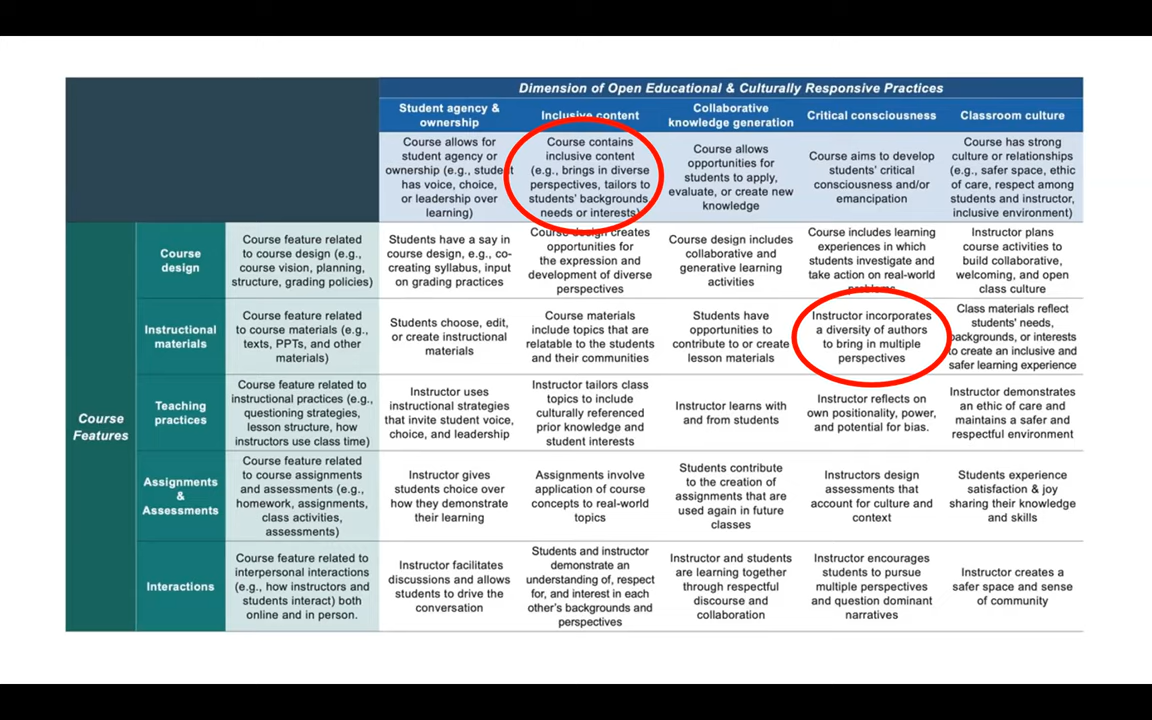 Dimension of Open Educational & Culturally Responsive Practices
Student agency &
ownership
Inclusive content
Collaborative
knowledge generation
Critical consciousness
Classroom culture
Course allows for
student agency or
ownership (e.g., student
has voice, choice,
or leadership over
learning)
Course contains
inclusive content
(e.g., brings in diverse
perspectives, tailors to
students' backgrounds
needs or interests)
Course allows
opportunities for
students to apply,
evaluate, or create new
knowledge
Course aims to develop
students' critical
consciousness and/or
emancipation
Course has strong
culture or relationships
(e.g., safer space, ethic
of care, respect among
students and instructor,
inclusive environment)
Course
Features
Course
design
Course feature related
to course design (e.g.,
course vision, planning,
structure, grading policies)
Students have a say in
course design, e.g., co-
creating syllabus, input
on grading practices
Course design creates
opportunities for
the expression and
development of diverse
perspectives
Course design includes
collaborative and
generative learning
activities
Course includes learning
experiences in which
students investigate and
take action on real-world
problems
Instructor plans
course activities to
build collaborative,
welcoming, and open
class culture
Instructional
materials
Course feature related
to course materials (e.g.,
texts, PPTs, and other
materials)
Students choose, edit,
or create instructional
materials
Course materials
include topics that are
relatable to the students
and their communities
Students have
opportunities to
contribute to or create
lesson materials
Instructor incorporates
a diversity of authors
to bring in multiple
perspectives
Class materials reflect
students' needs,
backgrounds, or interests
to create an inclusive and
safer learning experience
Teaching
practices
Course feature related to
instructional practices (e.g.,
questioning strategies,
lesson structure, how
instructors use class time)
Instructor uses
instructional strategies
that invite student voice,
choice, and leadership
Instructor tailors class
topics to include
culturally referenced
prior knowledge and
student interests
Instructor learns with
and from students
Instructor reflects on
own positionality, power,
and potential for bias.
Instructor demonstrates
an ethic of care and
maintains a safer and
respectful environment
Assignments
&
Assessments
Course feature related
to course assignments
and assessments (e.g.,
homework, assignments,
class activities,
assessments)
Instructor gives
students choice over
how they demonstrate
their learning
Assignments involve
application of course
concepts to real-world
topics
Students contribute
to the creation of
assignments that are
used again in future
classes
Instructors design
assessments that
account for culture and
context
Students experience
satisfaction & joy
sharing their knowledge
and skills
Interactions
Course feature related to
interpersonal interactions
(e.g., how instructors and
students interact) both
online and in person.
Instructor facilitates
discussions and allows
students to drive the
conversation
Students and instructor
demonstrate an
understanding of, respect
for, and interest in each
other's backgrounds and
perspectives
Instructor and students
are learning together
through respectful
discourse and
collaboration
Instructor encourages
students to pursue
multiple perspectives
and question dominant
narratives
Instructor creates a
safer space and sense
of community